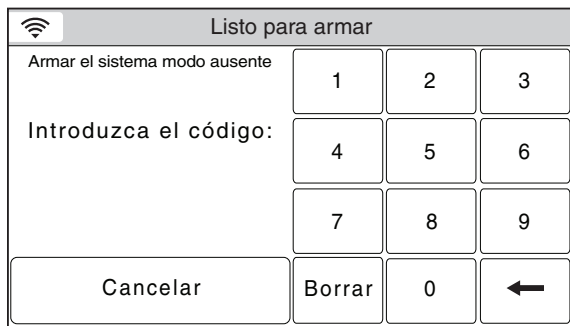 Listo para armar
Armar el sistema modo ausente
Introduzca el código:
1 2 3
4 5 6
7 8 9
Cancelar Borrar 0